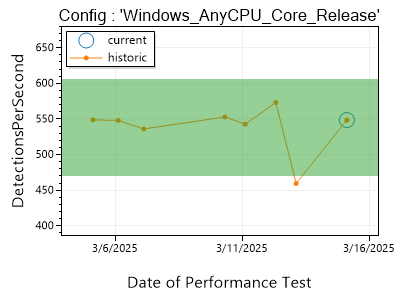 Config : 'Windows_AnyCPU_Core_Release'
current
historic
DetectionsPerSecond
650
600
550
500
450
400
3/6/2025
3/11/2025
3/16/2025
Date of Performance Test